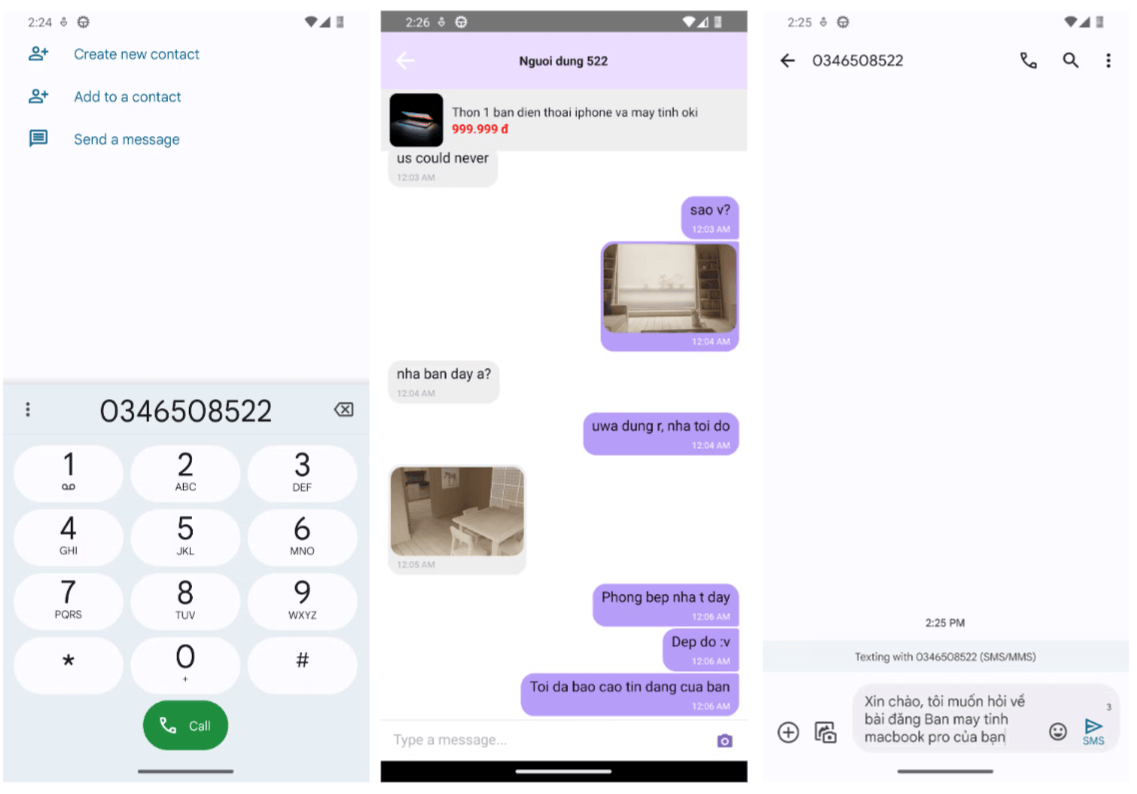 2:24
Create new contact
Add to a contact
Send a message
0346508522
1
2
ABC
3
DEF
4
GHI
5
JKL
6
MNO
7
PQRS
8
TUV
9
WXYZ
*
0
+
#
Call
2:26
Nguoi dung 522
Thon 1 ban dien thoai iphone va may tinh oki
999.999 đ
us could never
12:03 AM
sao v?
12:03 AM
12:04 AM
nha ban day a?
12:04 AM
uwa dung r, nha toi do
12:04 AM
12:05 AM
Phong bep nha t day
12:06 AM
Dep do :v
12:06 AM
Toi da bao cao tin dang cua ban
12:06 AM
Type a message...
2:25
0346508522
2:25 PM
Texting with 0346508522 (SMS/MMS)
Xin chào, tôi muốn hỏi về
bài đăng Ban may tinh
macbook pro của bạn
3
SMS